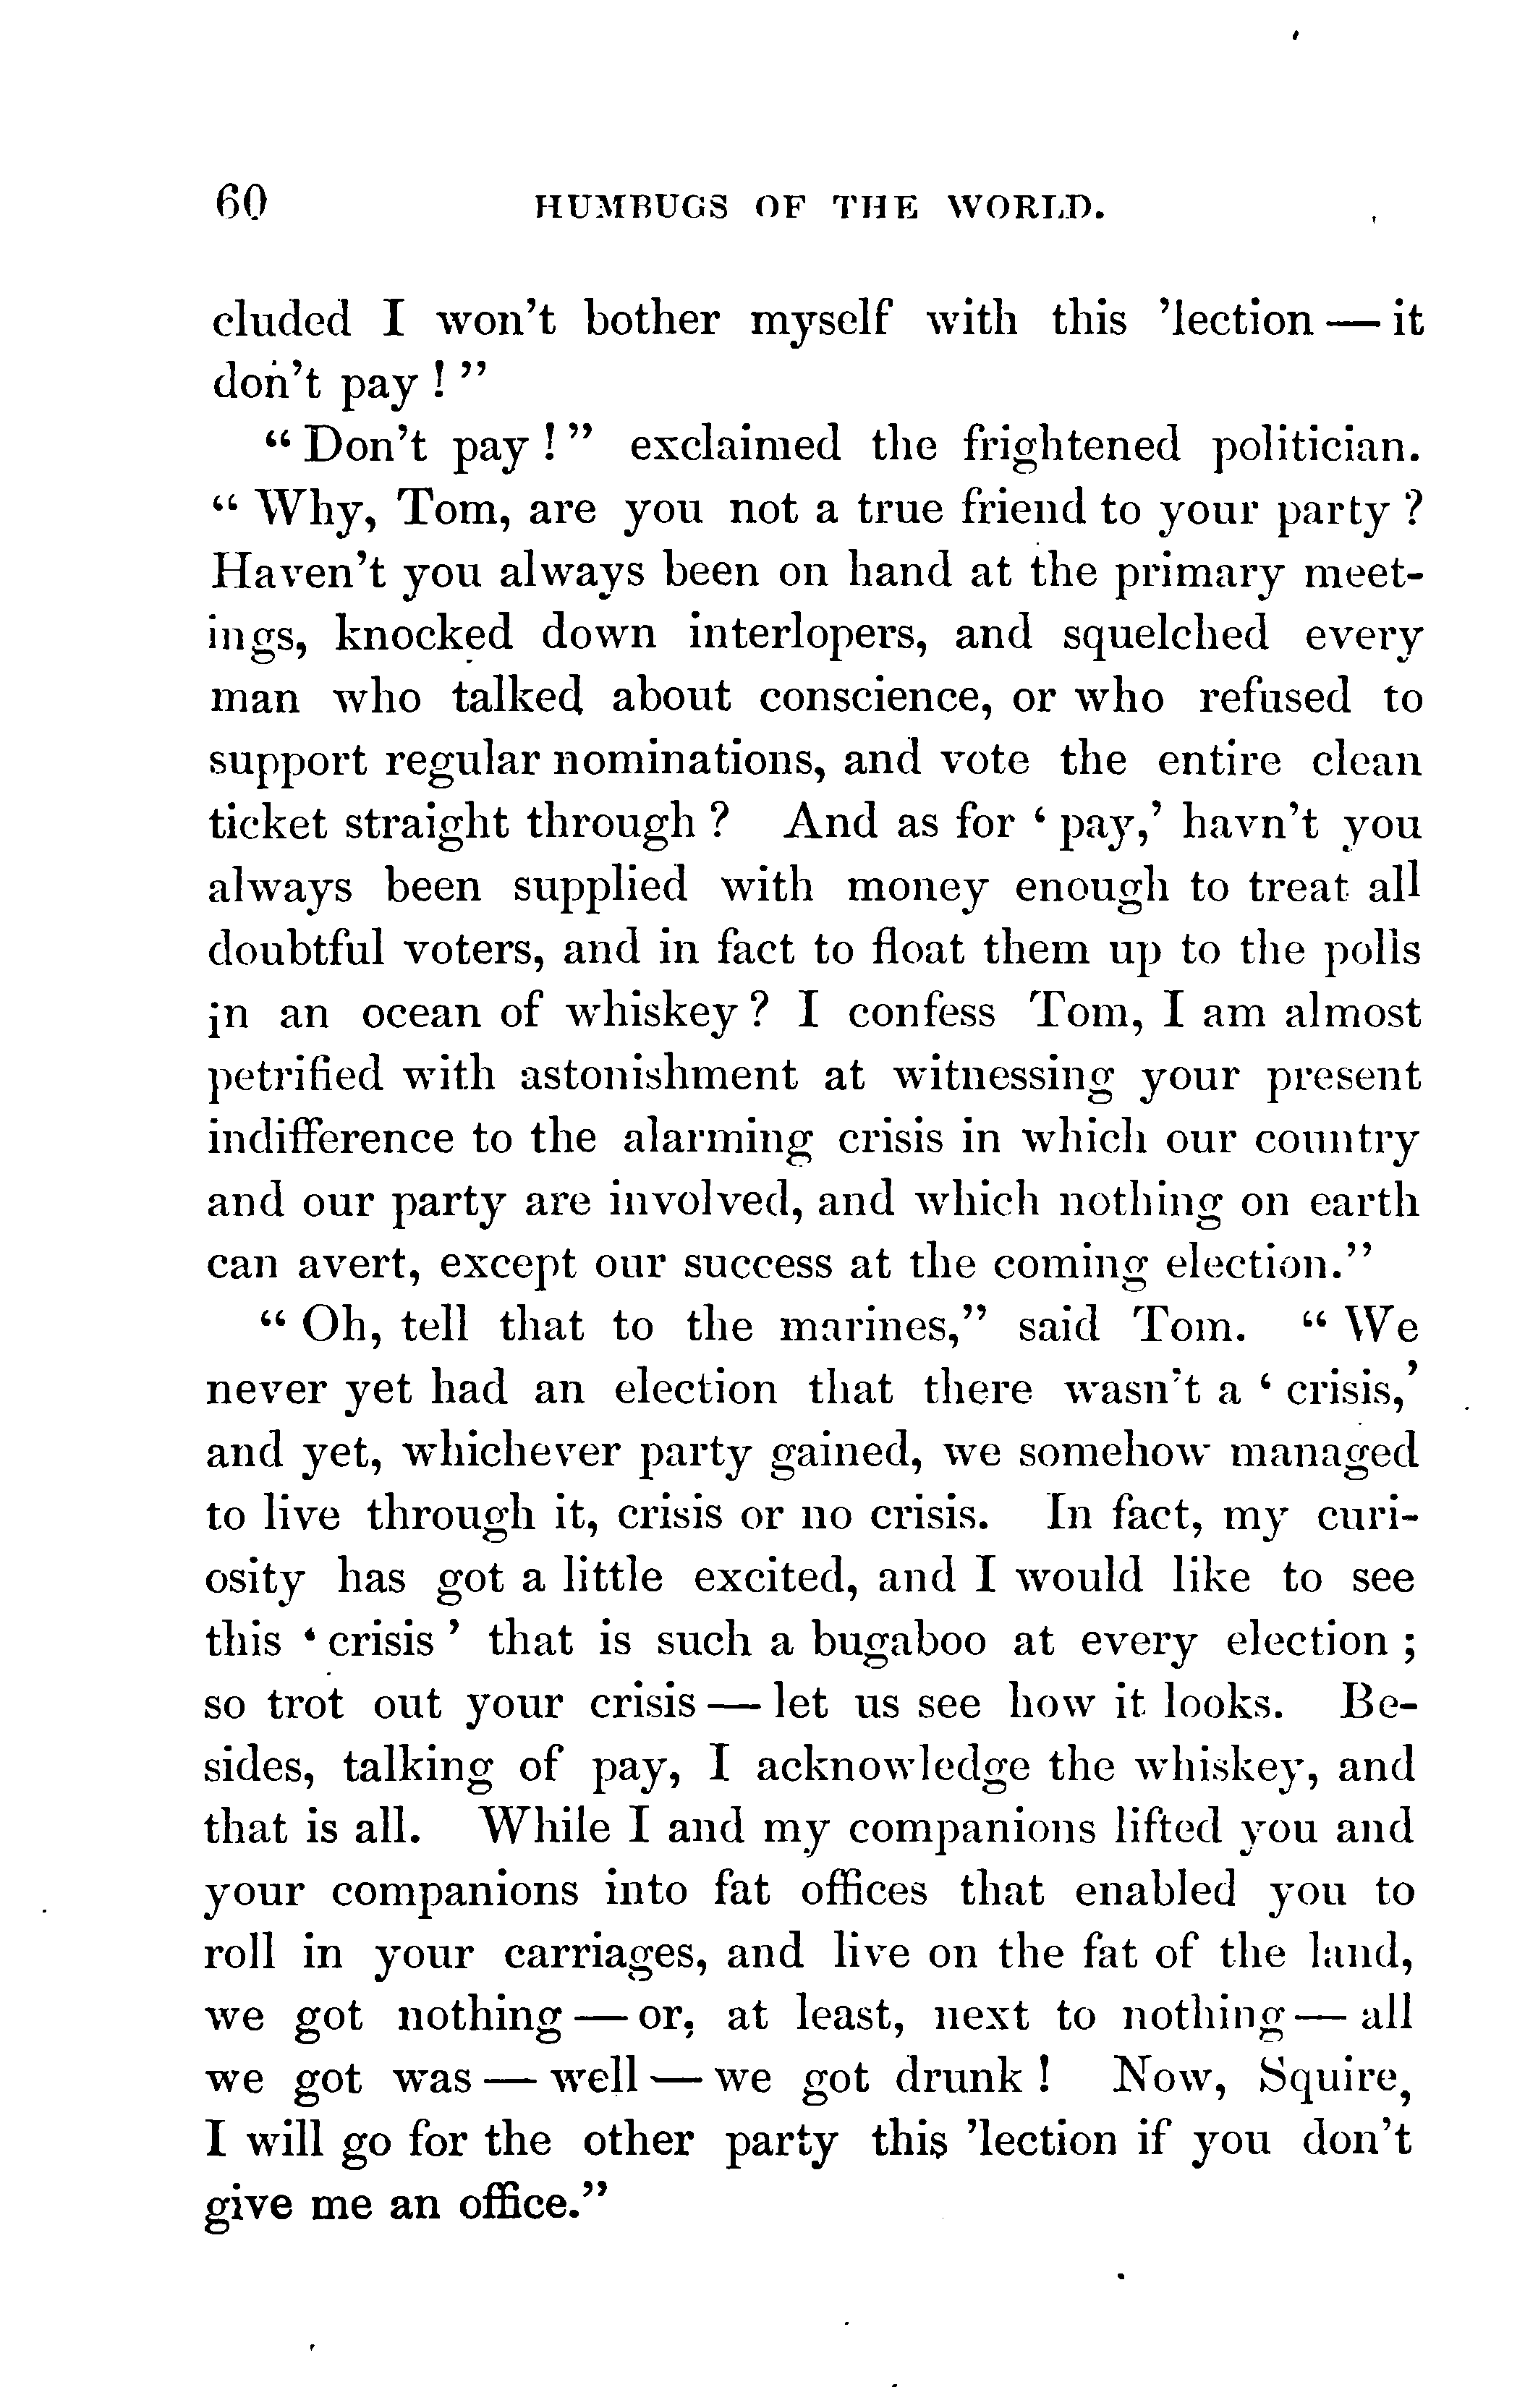 60 HUMBUGS OF THE WORLD.
cluded I won't bother myself with this 'lection — it
don't pay ! "
" Don't pay ! " exclaimed the frightened politician.
" Why, Tom, are you not a true friend to your party ?
Haven't you always been on hand at the primary meet-
ings, knocked down interlopers, and squelched every
man who talked about conscience, or who refused to
support regular nominations, and vote the entire clean
ticket straight through ? And as for ' pay,' havn't you
always been supplied with money enough to treat all
doubtful voters, and in fact to float them up to the polls
in an ocean of whiskey ? I confess Tom, I am almost
petrified with astonishment at witnessing your present
indifference to the alarming crisis in which our country
and our party are involved, and which nothing on earth
can avert, except our success at the coming election."
" Oh, tell that to the marines," said Tom. " We
never yet had an election that there wasn't a ' crisis,'
and yet, whichever party gained, we somehow managed
to live through it, crisis or no crisis. In fact, my curi-
osity has got a little excited, and I would like to see
this ' crisis ' that is such a bugaboo at every election ;
so trot out your crisis — let us see how it looks. Be-
sides, talking of pay, I acknowledge the whiskey, and
that is all. While I and my companions lifted you and
your companions into fat offices that enabled you to
roll in your carriages, and live on the fat of the land,
we got nothing — or, at least, next to nothing — all
we got was — well — we got drunk ! Now, Squire,
I will go for the other party this 'lection if you don't
give me an office."